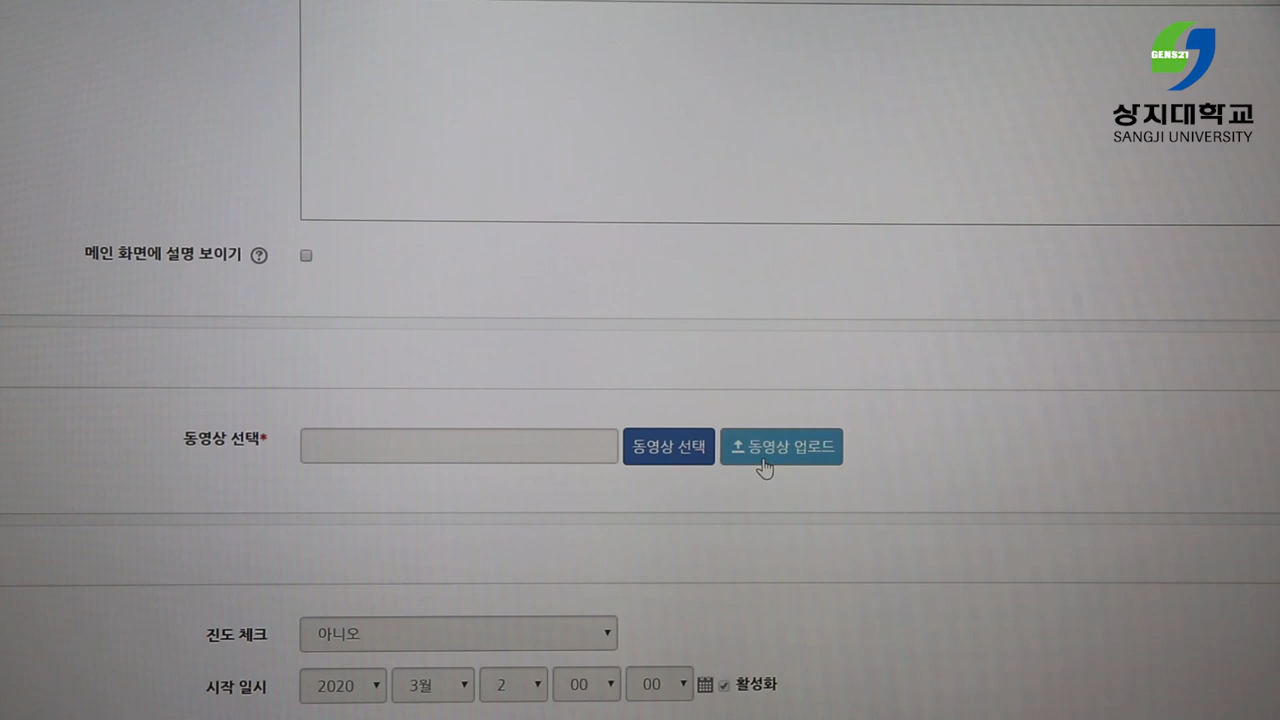 GENS21
상지대학교
SANGJI UNIVERSITY
메인 화면에 설명 보이기 ?
동영상 선택* 동영상 선택 동영상 업로드
진도 체크 아니오
시작 일시 2020 3월 2 00 00 활성화